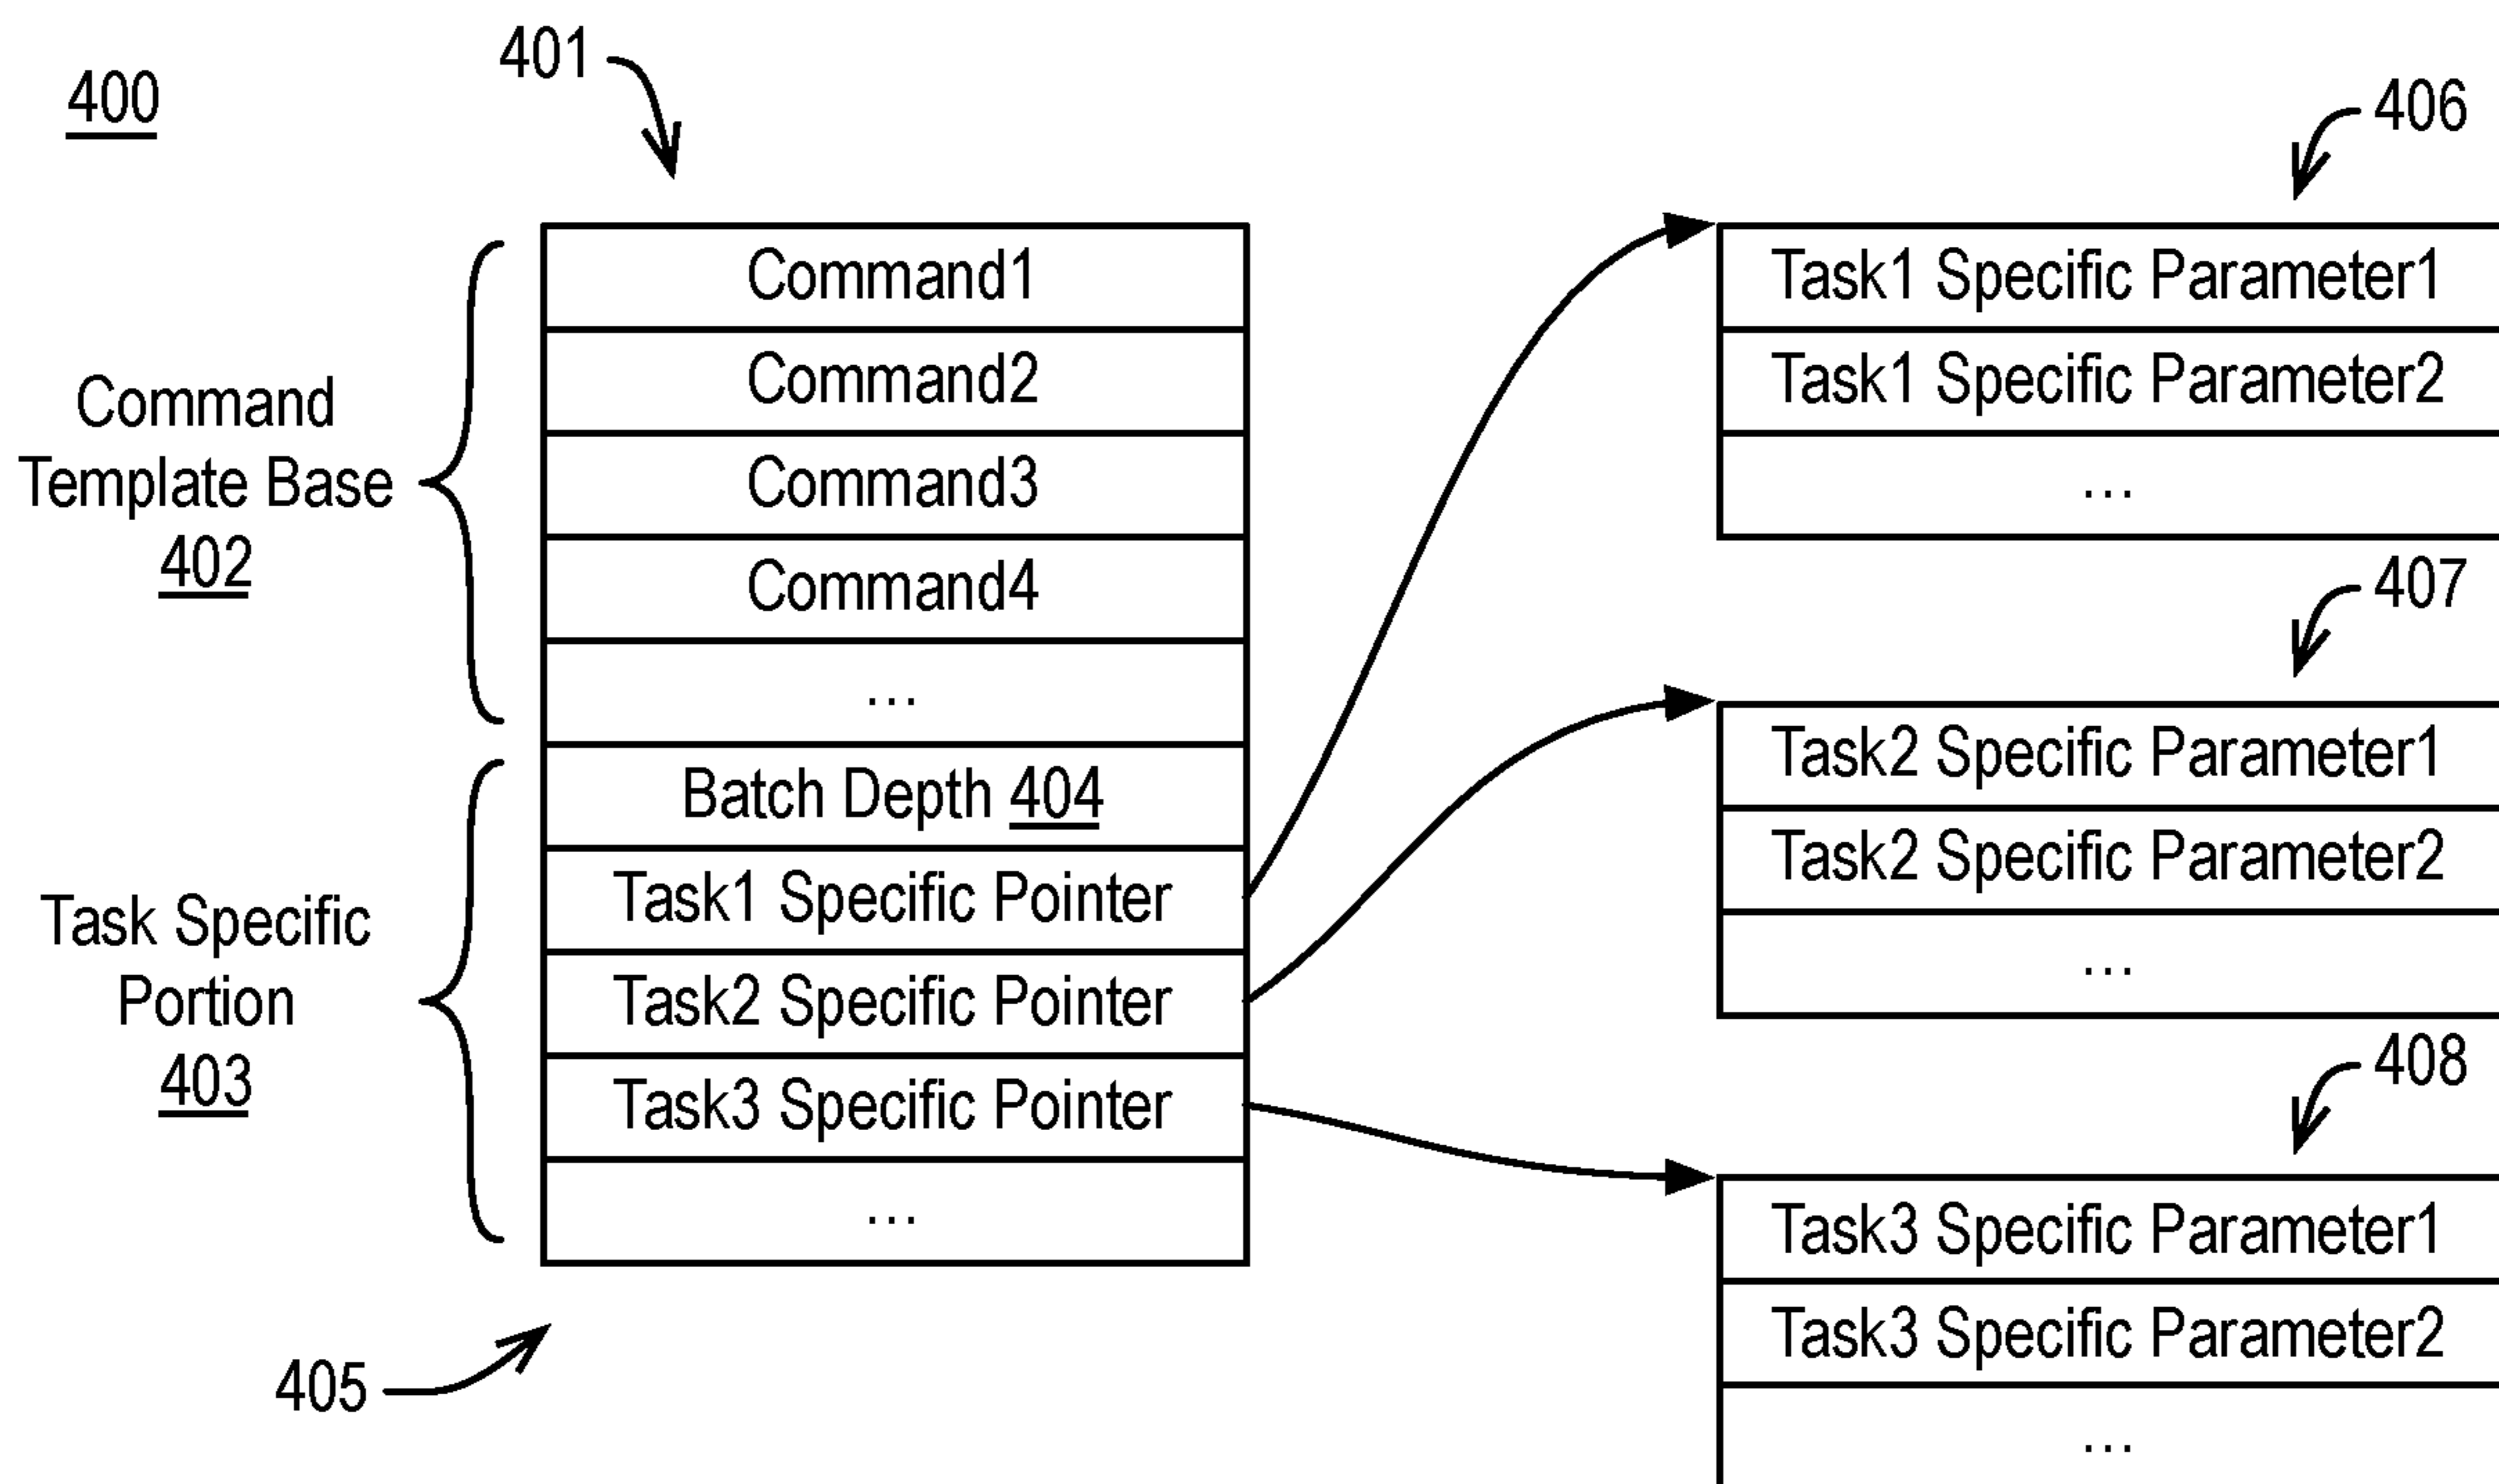 400
401
Command
Template Base
402
Task Specific
Portion
403
Command1
Command2
Command3
Command4
...
Batch Depth 404
Task1 Specific Pointer
Task2 Specific Pointer
Task3 Specific Pointer
...
405
406
Task1 Specific Parameter1
Task1 Specific Parameter2
...
407
Task2 Specific Parameter1
Task2 Specific Parameter2
...
408
Task3 Specific Parameter1
Task3 Specific Parameter2
...